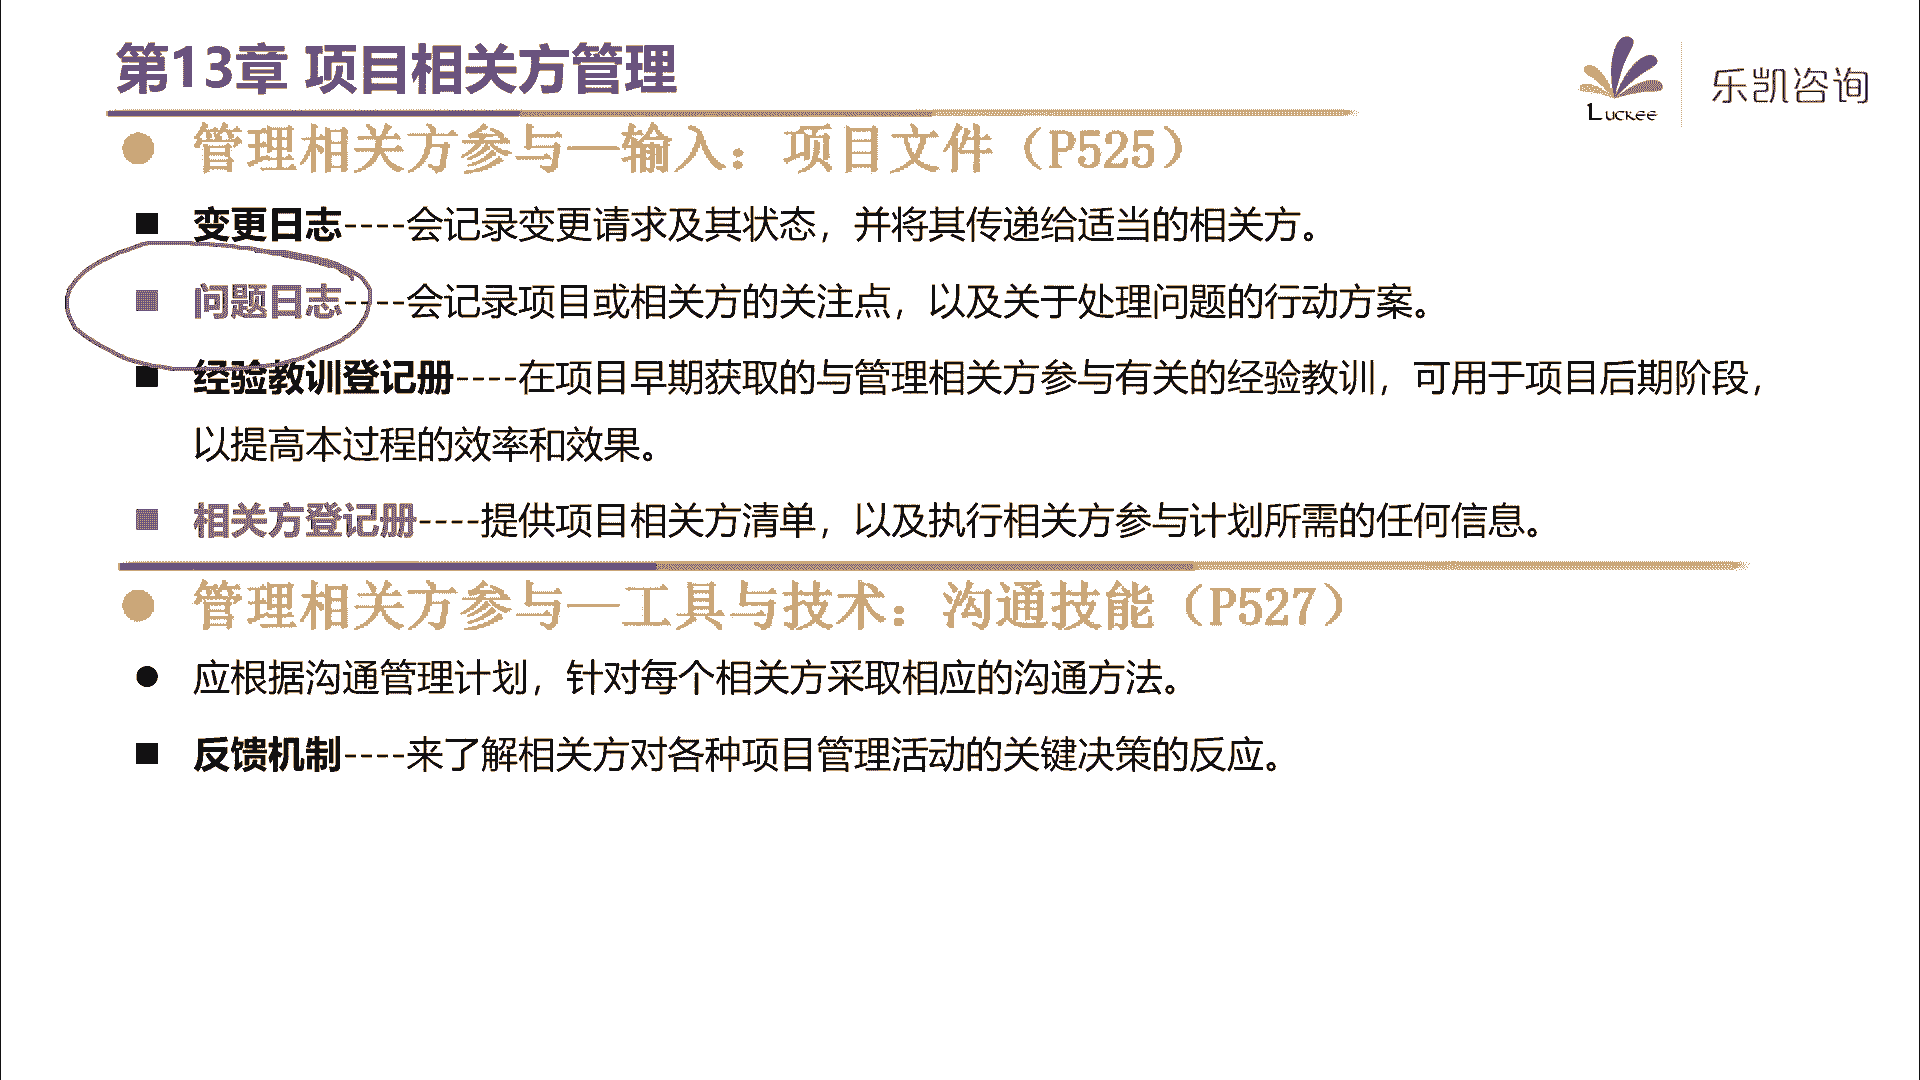 第13章 项目相关方管理
Luckee
乐凯咨询
管理相关方参与—输入：项目文件（P525）
变更日志----会记录变更请求及其状态，并将其传递给适当的相关方。
问题日志----会记录项目或相关方的关注点，以及关于处理问题的行动方案。
经验教训登记册----在项目早期获取的与管理相关方参与有关的经验教训，可用于项目后期阶段，
以提高本过程的效率和效果。
相关方登记册----提供项目相关方清单，以及执行相关方参与计划所需的任何信息。
管理相关方参与—工具与技术：沟通技能（P527）
应根据沟通管理计划，针对每个相关方采取相应的沟通方法。
反馈机制----来了解相关方对各种项目管理活动的关键决策的反应。